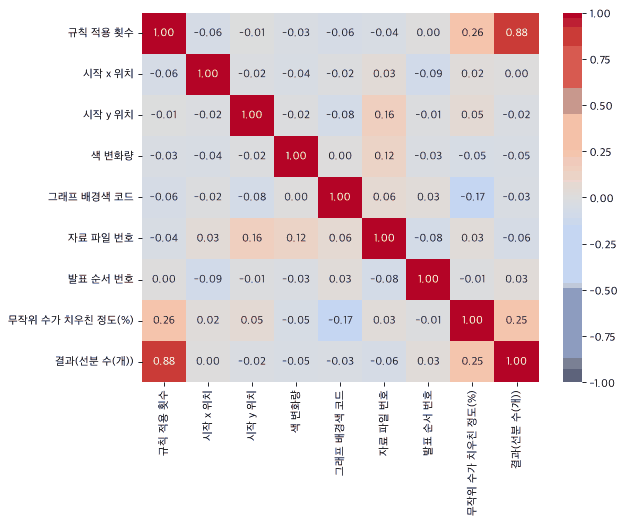 규칙 적용 횟수 1.00 −0.06 −0.01 −0.03 −0.06 −0.04 0.00 0.26 0.88
시작 x 위치 −0.06 1.00 −0.02 −0.04 −0.02 0.03 −0.09 0.02 0.00
시작 y 위치 −0.01 −0.02 1.00 −0.02 −0.08 0.16 −0.01 0.05 −0.02
색 변화량 −0.03 −0.04 −0.02 1.00 0.00 0.12 −0.03 −0.05 −0.05
그래프 배경색 코드 −0.06 −0.02 −0.08 0.00 1.00 0.06 0.03 −0.17 −0.03
자료 파일 번호 −0.04 0.03 0.16 0.12 0.06 1.00 −0.08 0.03 −0.06
발표 순서 번호 0.00 −0.09 −0.01 −0.03 0.03 −0.08 1.00 −0.01 0.03
무작위 수가 치우친 정도(%) 0.26 0.02 0.05 −0.05 −0.17 0.03 −0.01 1.00 0.25
결과(선분 수(개)) 0.88 0.00 −0.02 −0.05 −0.03 −0.06 0.03 0.25 1.00
규칙 적용 횟수
시작 x 위치
시작 y 위치
색 변화량
그래프 배경색 코드
자료 파일 번호
발표 순서 번호
무작위 수가 치우친 정도(%)
결과(선분 수(개))
1.00
0.75
0.50
0.25
0.00
−0.25
−0.50
−0.75
−1.00